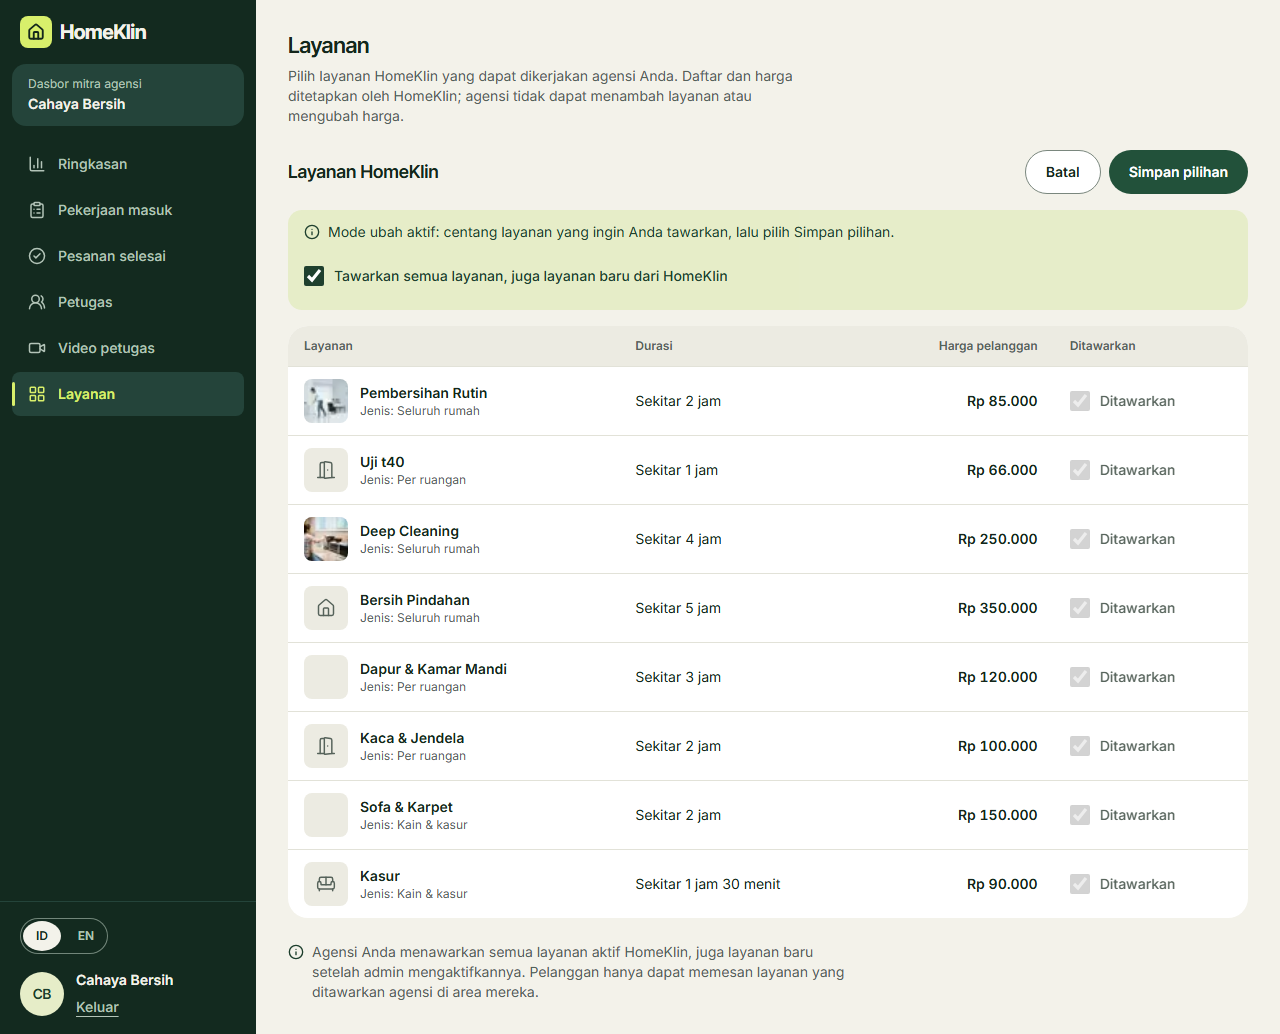 HomeKlin
Dasbor mitra agensi
Cahaya Bersih
Ringkasan
Pekerjaan masuk
Pesanan selesai
Petugas
Video petugas
Layanan
ID EN
CB
Cahaya Bersih
Keluar
Layanan
Pilih layanan HomeKlin yang dapat dikerjakan agensi Anda. Daftar dan harga
ditetapkan oleh HomeKlin; agensi tidak dapat menambah layanan atau
mengubah harga.
Layanan HomeKlin
Batal
Simpan pilihan
Mode ubah aktif: centang layanan yang ingin Anda tawarkan, lalu pilih Simpan pilihan.
Tawarkan semua layanan, juga layanan baru dari HomeKlin
Layanan Durasi Harga pelanggan Ditawarkan
Pembersihan Rutin
Jenis: Seluruh rumah
Sekitar 2 jam
Rp 85.000
Ditawarkan
Uji t40
Jenis: Per ruangan
Sekitar 1 jam
Rp 66.000
Ditawarkan
Deep Cleaning
Jenis: Seluruh rumah
Sekitar 4 jam
Rp 250.000
Ditawarkan
Bersih Pindahan
Jenis: Seluruh rumah
Sekitar 5 jam
Rp 350.000
Ditawarkan
Dapur & Kamar Mandi
Jenis: Per ruangan
Sekitar 3 jam
Rp 120.000
Ditawarkan
Kaca & Jendela
Jenis: Per ruangan
Sekitar 2 jam
Rp 100.000
Ditawarkan
Sofa & Karpet
Jenis: Kain & kasur
Sekitar 2 jam
Rp 150.000
Ditawarkan
Kasur
Jenis: Kain & kasur
Sekitar 1 jam 30 menit
Rp 90.000
Ditawarkan
Agensi Anda menawarkan semua layanan aktif HomeKlin, juga layanan baru
setelah admin mengaktifkannya. Pelanggan hanya dapat memesan layanan yang
ditawarkan agensi di area mereka.